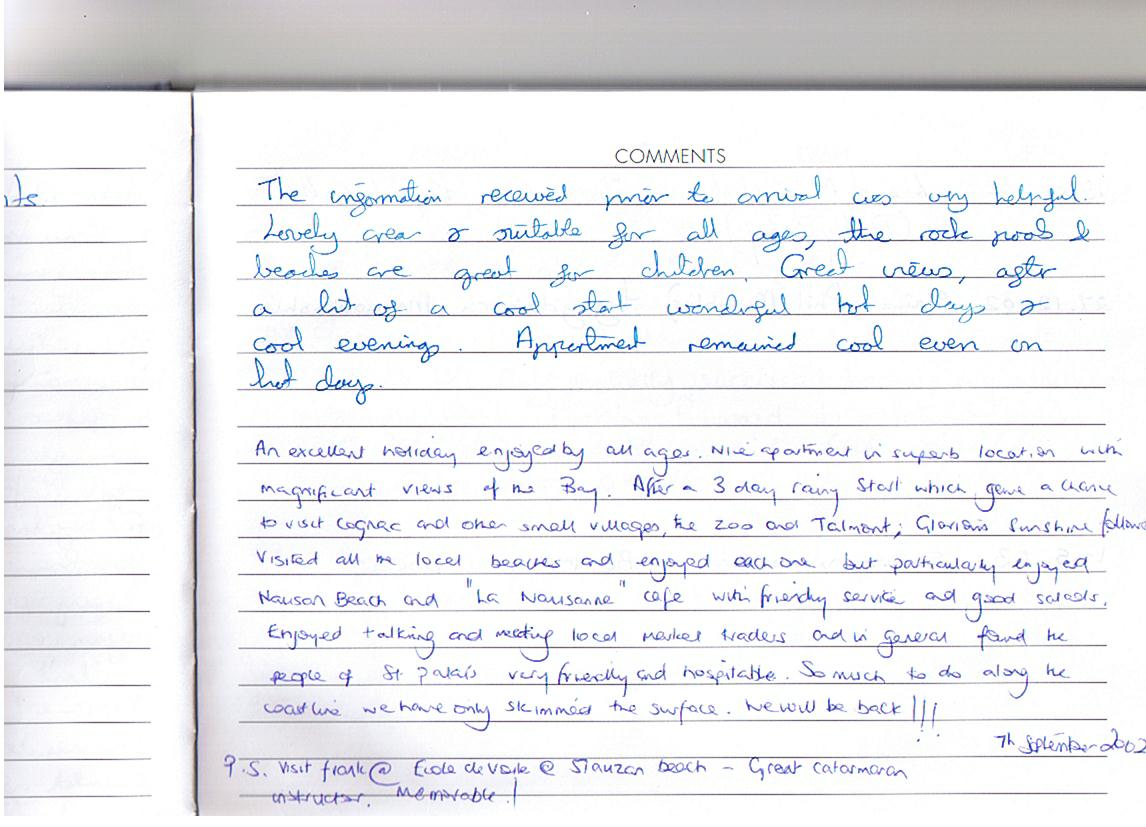 COMMENTS
nts
The information received prior to arrival was very helpful.
Lovely area & suitable for all ages, the rock pools &
beaches are great for children. Great views, after
a bit of a cool start wonderful hot days &
cool evenings. Appartment remained cool even on
hot days.
An excellent holiday enjoyed by all ages. Nice apartment in superb location with
magnificant views of the Bay. After a 3 day rainy start which gave a chance
to visit Cognac and other small villages, the zoo and Talmont; Glorious Sunshine followe
Visited all the local beaches and enjoyed each one but particularly enjoyed
Nauson Beach and "La Nausanne" cafe with friendly service and good salads.
Enjoyed talking and meeting local market traders and in general found the
people of St. Palais very friendly and hospitable. So much to do along the
coastline we have only skimmed the surface. We will be back!!!
7th September 2002
P.S. Visit frank @ Ecole de Voile @ beach - Great catarmaran
instructor. Memorable!